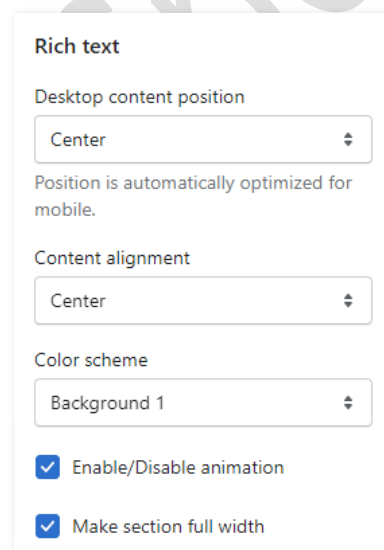 Rich text
Desktop content position
Center
Position is automatically optimized for
mobile.
Content alignment
Center
Color scheme
Background 1
Enable/Disable animation
Make section full width